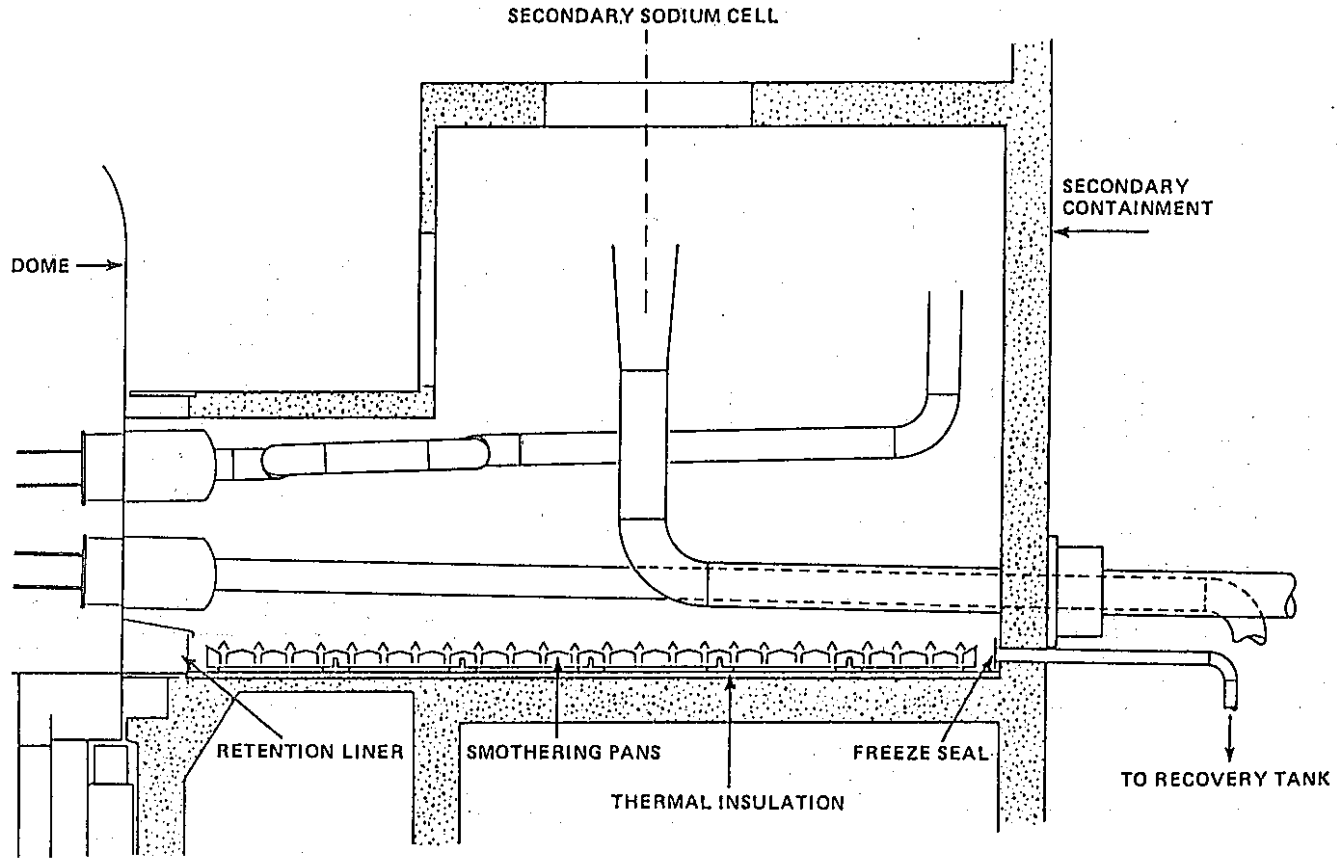 SECONDARY SODIUM CELL
SECONDARY
CONTAINMENT
DOME
RETENTION LINER
SMOTHERING PANS
FREEZE SEAL
THERMAL INSULATION
TO RECOVERY TANK